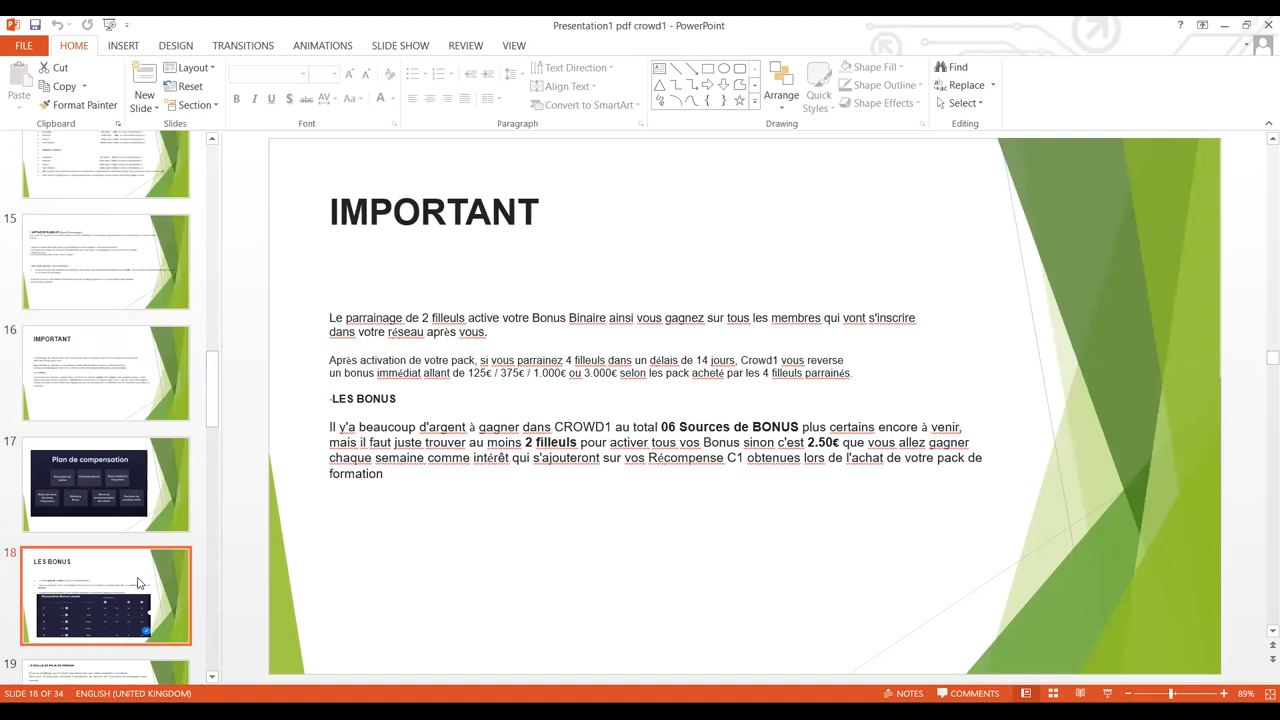 Presentation1 pdf crowd1 - PowerPoint
FILE HOME INSERT DESIGN TRANSITIONS ANIMATIONS SLIDE SHOW REVIEW VIEW
Paste
Cut
Copy
Format Painter
Clipboard
New Slide
Layout
Reset
Section
Slides
Font
Text Direction
Align Text
Convert to SmartArt
Paragraph
Arrange
Quick Styles
Shape Fill
Shape Outline
Shape Effects
Drawing
Find
Replace
Select
Editing
15
16
IMPORTANT
17
Plan de compensation
18
LES BONUS
19
IMPORTANT
Le parrainage de 2 filleuls active votre Bonus Binaire ainsi vous gagnez sur tous les membres qui vont s'inscrire
dans votre réseau après vous.
Après activation de votre pack, si vous parrainez 4 filleuls dans un délais de 14 jours, Crowd1 vous reverse
un bonus immédiat allant de 125€ / 375€ / 1.000€ ou 3.000€ selon les pack acheté par les 4 filleuls parrainés.
-LES BONUS
Il y'a beaucoup d'argent à gagner dans CROWD1 au total 06 Sources de BONUS plus certains encore à venir,
mais il faut juste trouver au moins 2 filleuls pour activer tous vos Bonus sinon c'est 2.50€ que vous allez gagner
chaque semaine comme intérêt qui s'ajouteront sur vos Récompense C1 obtenues lors de l'achat de votre pack de
formation
SLIDE 18 OF 34 ENGLISH (UNITED KINGDOM) NOTES COMMENTS 89%